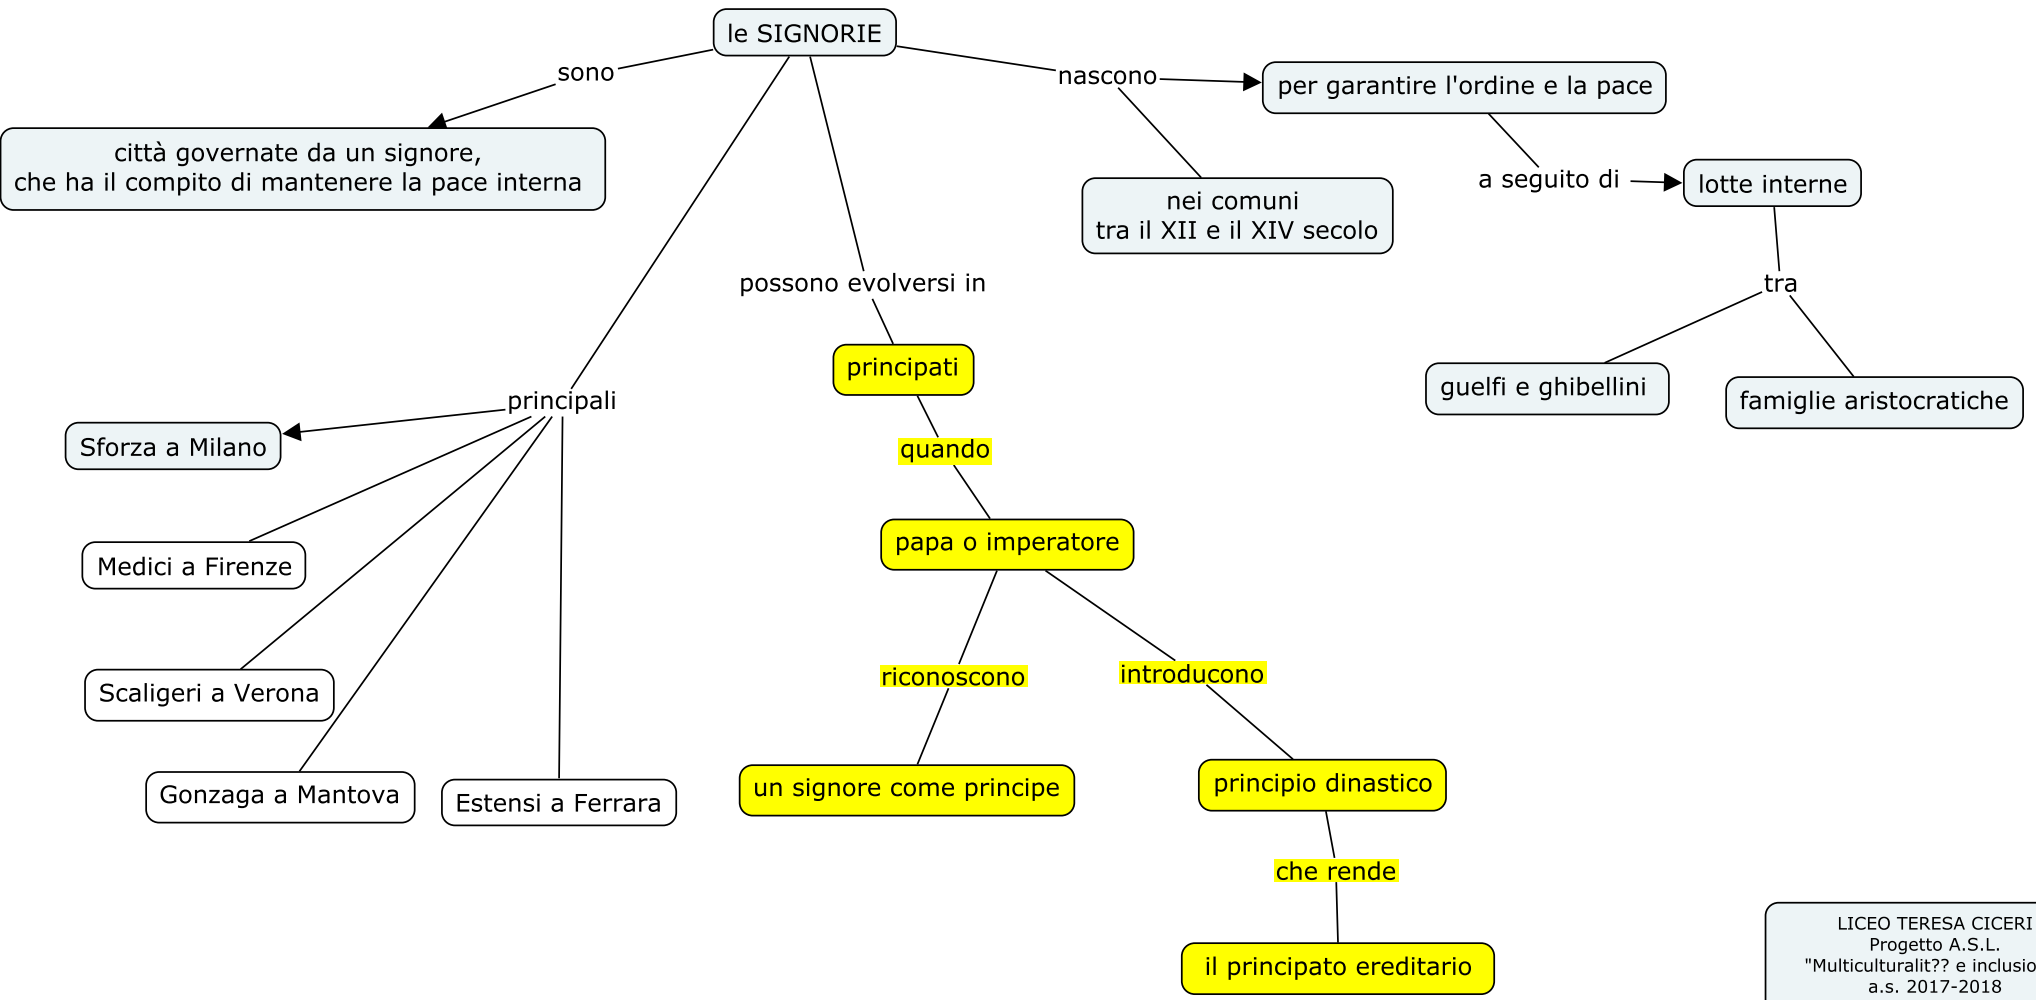 le SIGNORIE
sono
nascono
per garantire l'ordine e la pace
città governate da un signore,
che ha il compito di mantenere la pace interna
a seguito di
lotte interne
nei comuni
tra il XII e il XIV secolo
possono evolversi in
tra
principati
guelfi e ghibellini
famiglie aristocratiche
principali
Sforza a Milano
quando
papa o imperatore
Medici a Firenze
riconoscono
introducono
Scaligeri a Verona
un signore come principe
principio dinastico
Gonzaga a Mantova
Estensi a Ferrara
che rende
il principato ereditario
LICEO TERESA CICERI
Progetto A.S.L.
"Multiculturalit?? e inclusio
a.s. 2017-2018